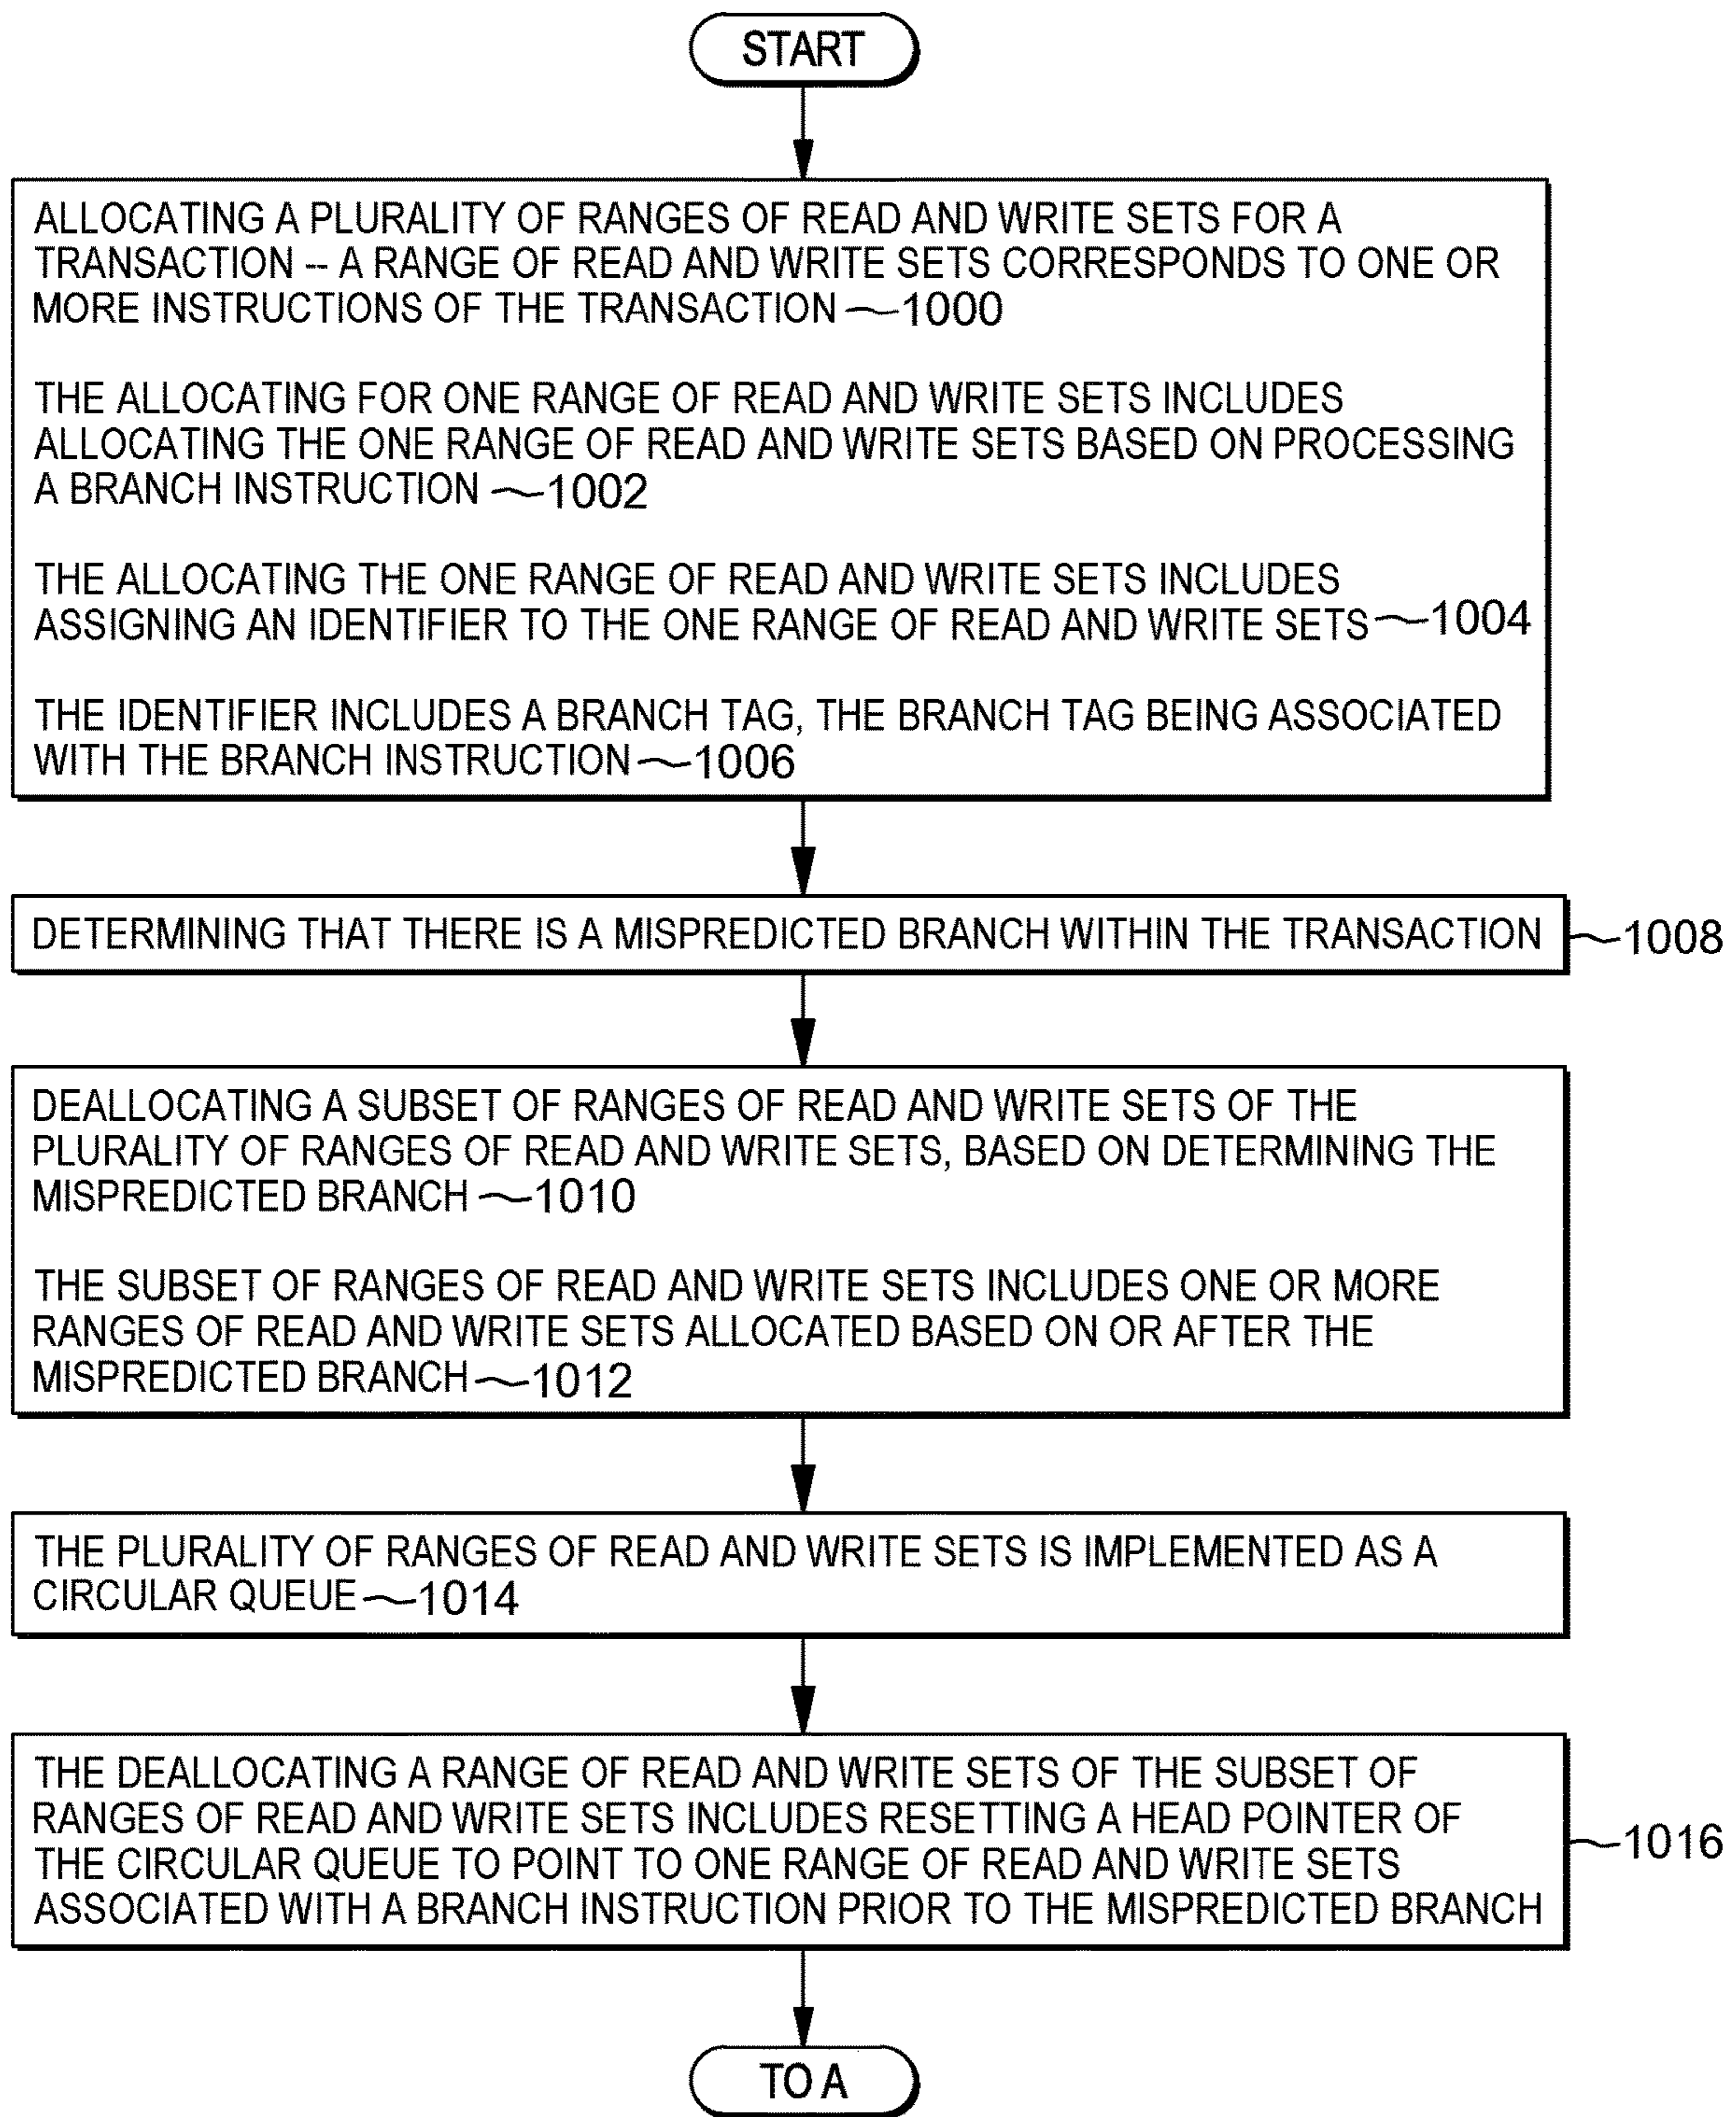 START
ALLOCATING A PLURALITY OF RANGES OF READ AND WRITE SETS FOR A
TRANSACTION -- A RANGE OF READ AND WRITE SETS CORRESPONDS TO ONE OR
MORE INSTRUCTIONS OF THE TRANSACTION 1000
THE ALLOCATING FOR ONE RANGE OF READ AND WRITE SETS INCLUDES
ALLOCATING THE ONE RANGE OF READ AND WRITE SETS BASED ON PROCESSING
A BRANCH INSTRUCTION 1002
THE ALLOCATING THE ONE RANGE OF READ AND WRITE SETS INCLUDES
ASSIGNING AN IDENTIFIER TO THE ONE RANGE OF READ AND WRITE SETS 1004
THE IDENTIFIER INCLUDES A BRANCH TAG, THE BRANCH TAG BEING ASSOCIATED
WITH THE BRANCH INSTRUCTION 1006
DETERMINING THAT THERE IS A MISPREDICTED BRANCH WITHIN THE TRANSACTION 1008
DEALLOCATING A SUBSET OF RANGES OF READ AND WRITE SETS OF THE
PLURALITY OF RANGES OF READ AND WRITE SETS, BASED ON DETERMINING THE
MISPREDICTED BRANCH 1010
THE SUBSET OF RANGES OF READ AND WRITE SETS INCLUDES ONE OR MORE
RANGES OF READ AND WRITE SETS ALLOCATED BASED ON OR AFTER THE
MISPREDICTED BRANCH 1012
THE PLURALITY OF RANGES OF READ AND WRITE SETS IS IMPLEMENTED AS A
CIRCULAR QUEUE 1014
THE DEALLOCATING A RANGE OF READ AND WRITE SETS OF THE SUBSET OF
RANGES OF READ AND WRITE SETS INCLUDES RESETTING A HEAD POINTER OF
THE CIRCULAR QUEUE TO POINT TO ONE RANGE OF READ AND WRITE SETS 1016
ASSOCIATED WITH A BRANCH INSTRUCTION PRIOR TO THE MISPREDICTED BRANCH
TO A